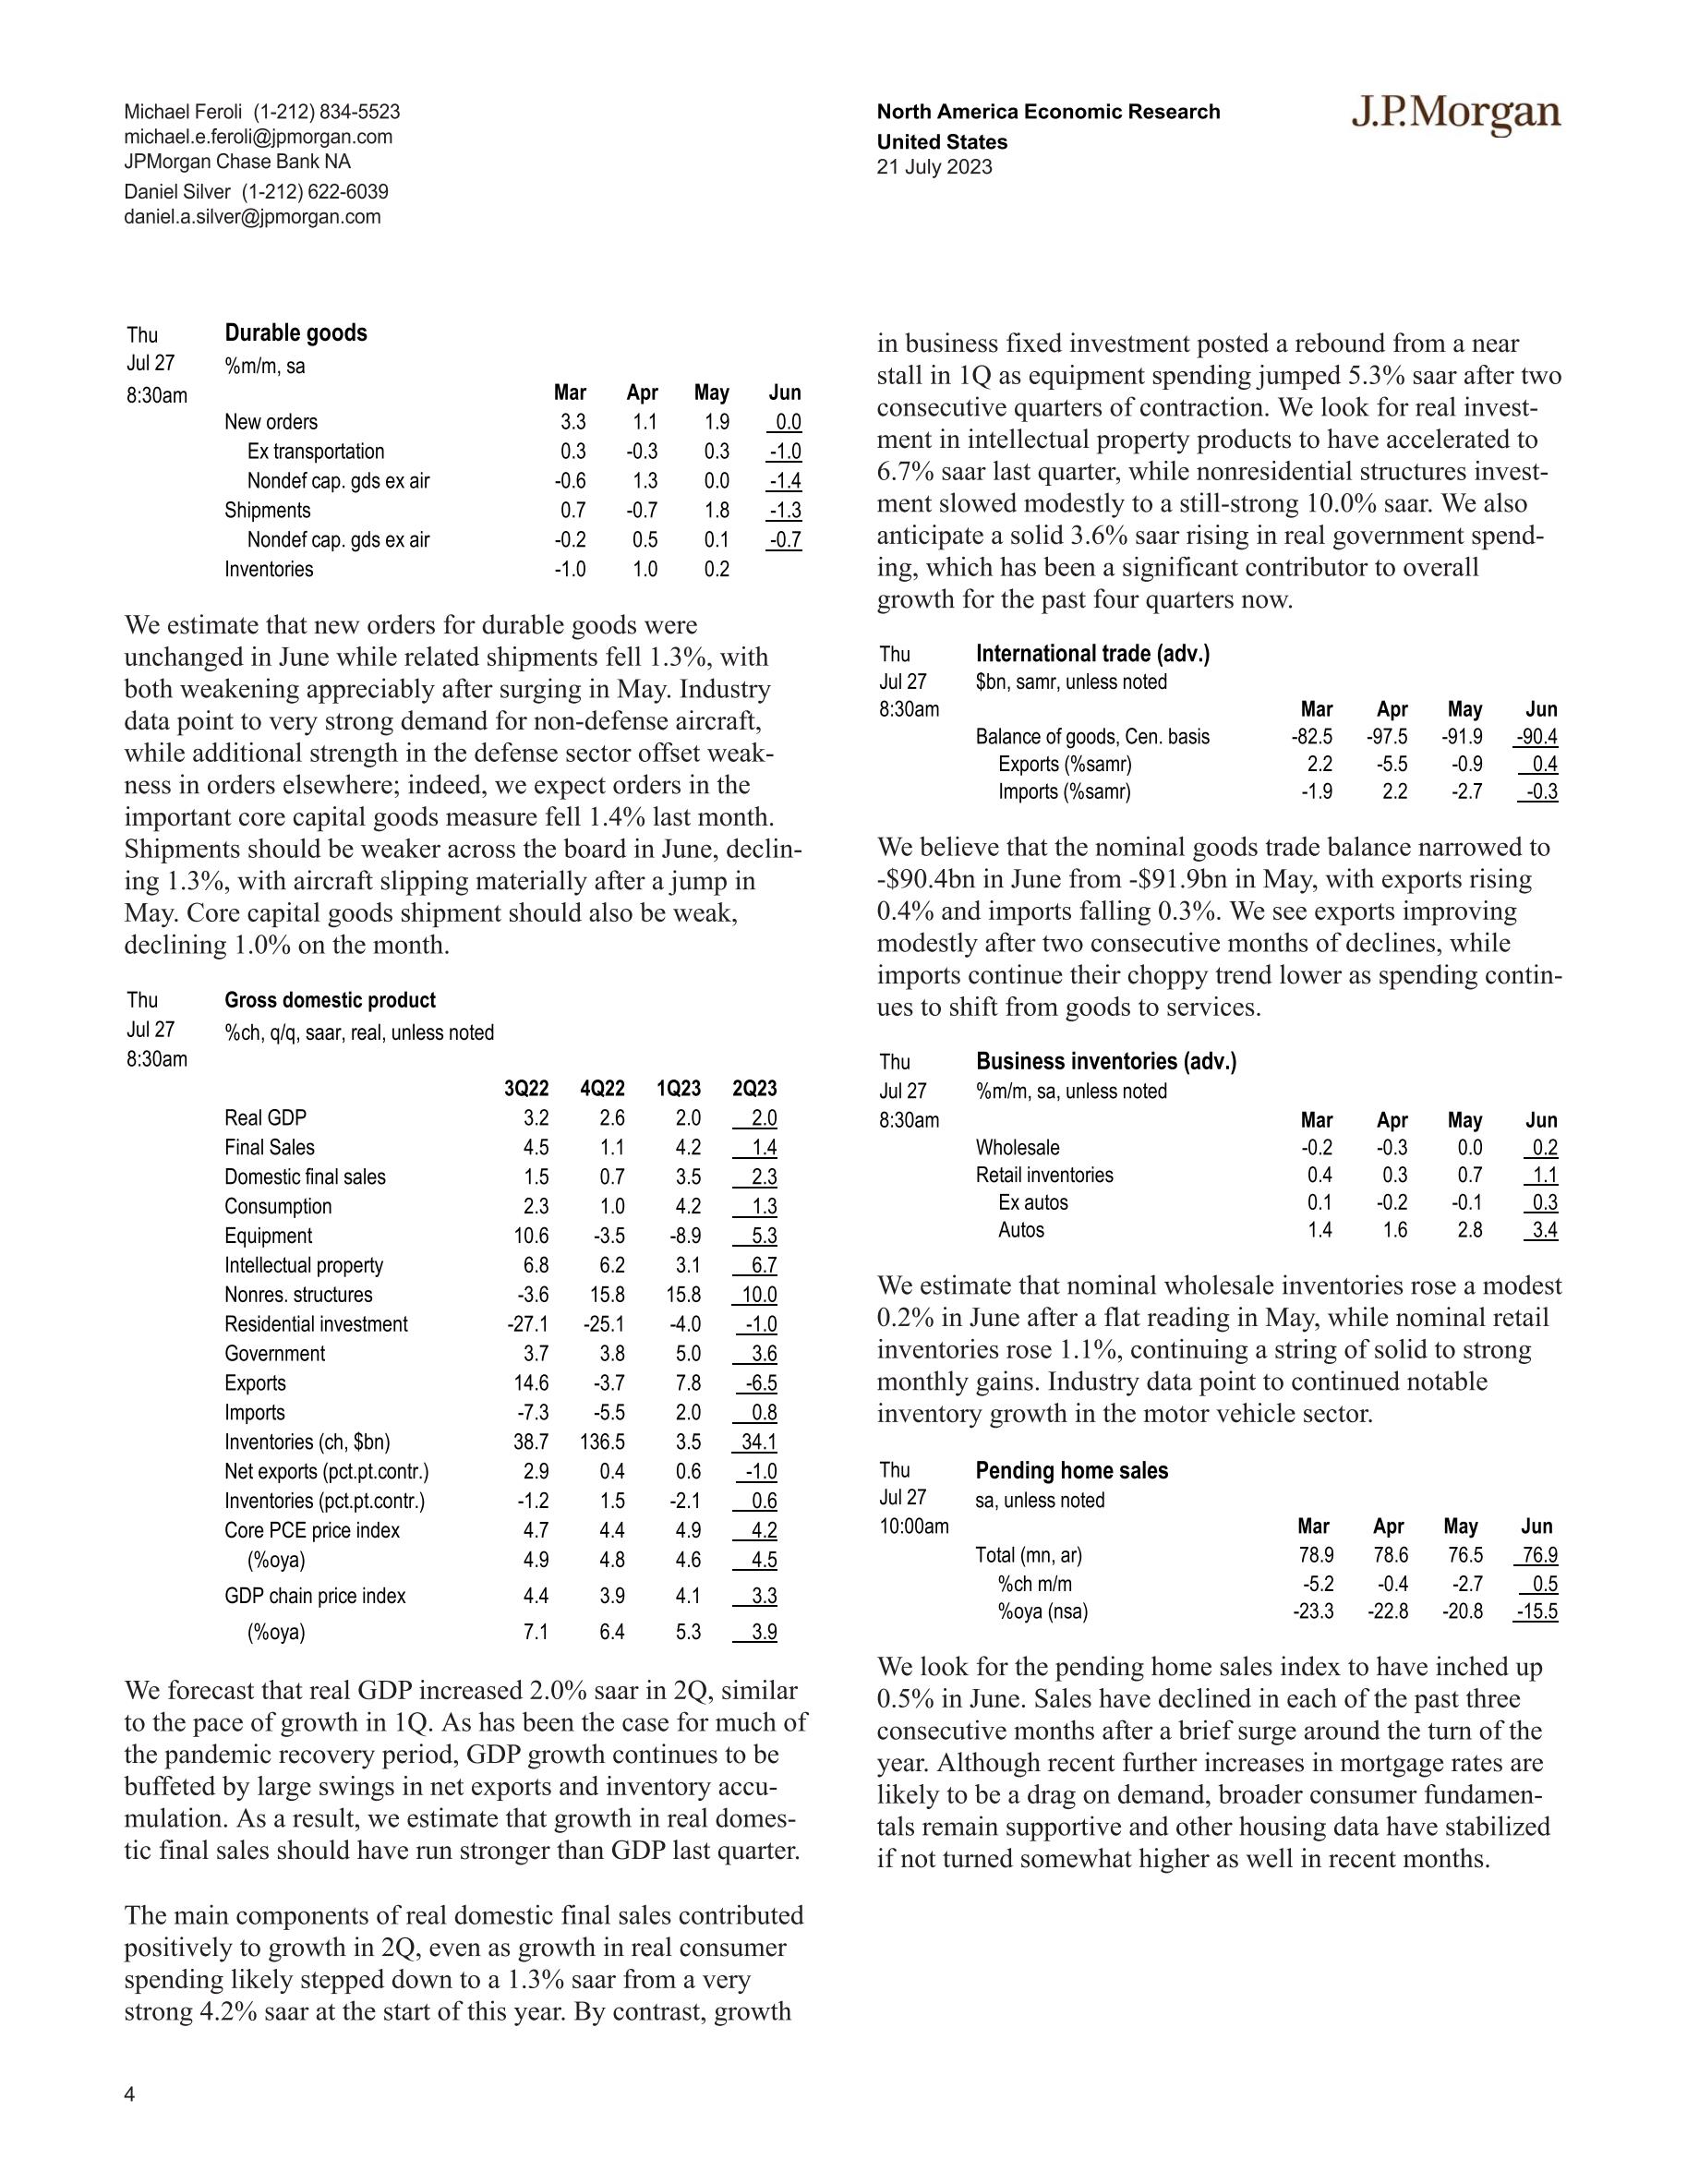 Michael Feroli (1-212) 834-5523
michael.e.feroli@jpmorgan.com
JPMorgan Chase Bank NA
Daniel Silver (1-212) 622-6039
daniel.a.silver@jpmorgan.com
North America Economic Research
United States
21 July 2023
J.P.Morgan
Thu Durable goods
Jul 27 %m/m, sa
8:30am Mar Apr May Jun
New orders 3.3 1.1 1.9 0.0
Ex transportation 0.3 -0.3 0.3 -1.0
Nondef cap. gds ex air -0.6 1.3 0.0 -1.4
Shipments 0.7 -0.7 1.8 -1.3
Nondef cap. gds ex air -0.2 0.5 0.1 -0.7
Inventories -1.0 1.0 0.2
We estimate that new orders for durable goods were
unchanged in June while related shipments fell 1.3%, with
both weakening appreciably after surging in May. Industry
data point to very strong demand for non-defense aircraft,
while additional strength in the defense sector offset weak-
ness in orders elsewhere; indeed, we expect orders in the
important core capital goods measure fell 1.4% last month.
Shipments should be weaker across the board in June, declin-
ing 1.3%, with aircraft slipping materially after a jump in
May. Core capital goods shipment should also be weak,
declining 1.0% on the month.
Thu Gross domestic product
Jul 27 %ch, q/q, saar, real, unless noted
8:30am
3Q22 4Q22 1Q23 2Q23
Real GDP 3.2 2.6 2.0 2.0
Final Sales 4.5 1.1 4.2 1.4
Domestic final sales 1.5 0.7 3.5 2.3
Consumption 2.3 1.0 4.2 1.3
Equipment 10.6 -3.5 -8.9 5.3
Intellectual property 6.8 6.2 3.1 6.7
Nonres. structures -3.6 15.8 15.8 10.0
Residential investment -27.1 -25.1 -4.0 -1.0
Government 3.7 3.8 5.0 3.6
Exports 14.6 -3.7 7.8 -6.5
Imports -7.3 -5.5 2.0 0.8
Inventories (ch, $bn) 38.7 136.5 3.5 34.1
Net exports (pct.pt.contr.) 2.9 0.4 0.6 -1.0
Inventories (pct.pt.contr.) -1.2 1.5 -2.1 0.6
Core PCE price index 4.7 4.4 4.9 4.2
(%oya) 4.9 4.8 4.6 4.5
GDP chain price index 4.4 3.9 4.1 3.3
(%oya) 7.1 6.4 5.3 3.9
We forecast that real GDP increased 2.0% saar in 2Q, similar
to the pace of growth in 1Q. As has been the case for much of
the pandemic recovery period, GDP growth continues to be
buffeted by large swings in net exports and inventory accu-
mulation. As a result, we estimate that growth in real domes-
tic final sales should have run stronger than GDP last quarter.
The main components of real domestic final sales contributed
positively to growth in 2Q, even as growth in real consumer
spending likely stepped down to a 1.3% saar from a very
strong 4.2% saar at the start of this year. By contrast, growth
in business fixed investment posted a rebound from a near
stall in 1Q as equipment spending jumped 5.3% saar after two
consecutive quarters of contraction. We look for real invest-
ment in intellectual property products to have accelerated to
6.7% saar last quarter, while nonresidential structures invest-
ment slowed modestly to a still-strong 10.0% saar. We also
anticipate a solid 3.6% saar rising in real government spend-
ing, which has been a significant contributor to overall
growth for the past four quarters now.
Thu International trade (adv.)
Jul 27 $bn, samr, unless noted
8:30am Mar Apr May Jun
Balance of goods, Cen. basis -82.5 -97.5 -91.9 -90.4
Exports (%samr) 2.2 -5.5 -0.9 0.4
Imports (%samr) -1.9 2.2 -2.7 -0.3
We believe that the nominal goods trade balance narrowed to
-$90.4bn in June from -$91.9bn in May, with exports rising
0.4% and imports falling 0.3%. We see exports improving
modestly after two consecutive months of declines, while
imports continue their choppy trend lower as spending contin-
ues to shift from goods to services.
Thu Business inventories (adv.)
Jul 27 %m/m, sa, unless noted
8:30am Mar Apr May Jun
Wholesale -0.2 -0.3 0.0 0.2
Retail inventories 0.4 0.3 0.7 1.1
Ex autos 0.1 -0.2 -0.1 0.3
Autos 1.4 1.6 2.8 3.4
We estimate that nominal wholesale inventories rose a modest
0.2% in June after a flat reading in May, while nominal retail
inventories rose 1.1%, continuing a string of solid to strong
monthly gains. Industry data point to continued notable
inventory growth in the motor vehicle sector.
Thu Pending home sales
Jul 27 sa, unless noted
10:00am Mar Apr May Jun
Total (mn, ar) 78.9 78.6 76.5 76.9
%ch m/m -5.2 -0.4 -2.7 0.5
%oya (nsa) -23.3 -22.8 -20.8 -15.5
We look for the pending home sales index to have inched up
0.5% in June. Sales have declined in each of the past three
consecutive months after a brief surge around the turn of the
year. Although recent further increases in mortgage rates are
likely to be a drag on demand, broader consumer fundamen-
tals remain supportive and other housing data have stabilized
if not turned somewhat higher as well in recent months.
4